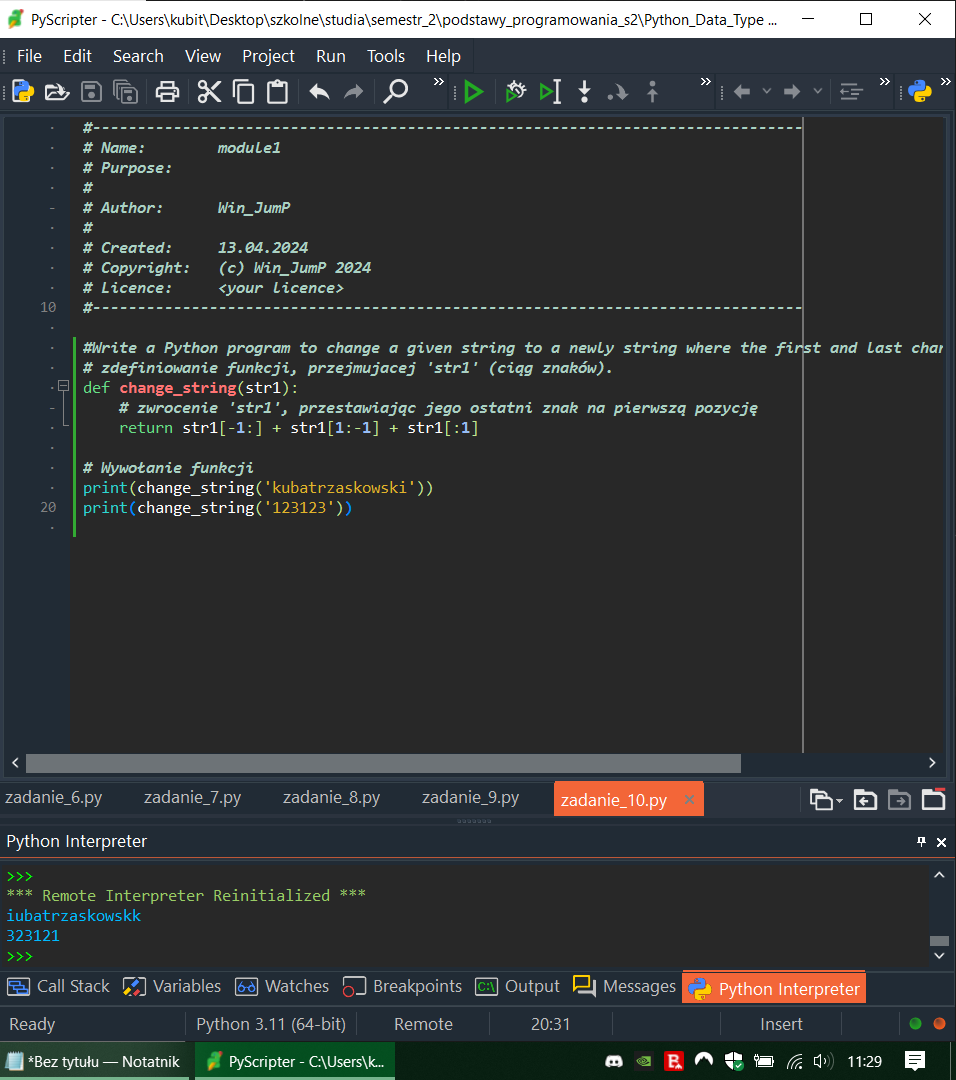 PyScripter - C:\Users\kubit\Desktop\szkolne\studia\semestr_2\podstawy_programowania_s2\Python_Data_Type ...
File Edit Search View Project Run Tools Help
#-------------------------------------------------------------------------------
# Name:        module1
# Purpose:
#
# Author:      Win_JumP
#
# Created:     13.04.2024
# Copyright:   (c) Win_JumP 2024
# Licence:     <your licence>
10 #-------------------------------------------------------------------------------
#Write a Python program to change a given string to a newly string where the first and last char
# zdefiniowanie funkcji, przejmujacej 'str1' (ciąg znaków).
def change_string(str1):
    # zwrocenie 'str1', przestawiając jego ostatni znak na pierwszą pozycję
    return str1[-1:] + str1[1:-1] + str1[:1]
# Wywołanie funkcji
print(change_string('kubatrzaskowski'))
20 print(change_string('123123'))
zadanie_6.py zadanie_7.py zadanie_8.py zadanie_9.py zadanie_10.py
Python Interpreter
>>>
*** Remote Interpreter Reinitialized ***
iubatrzaskowskk
323121
>>>
Call Stack Variables Watches Breakpoints C:\ Output Messages Python Interpreter
Ready Python 3.11 (64-bit) Remote 20:31 Insert
*Bez tytułu — Notatnik PyScripter - C:\Users\k... 11:29